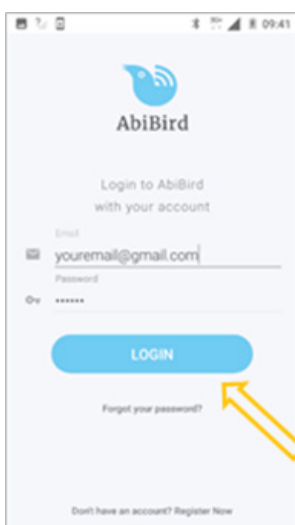 09:41
AbiBird
Login to AbiBird
with your account
Email
youremail@gmail.com
Password
••••••
LOGIN
Forgot your password?
Don't have an account? Register Now